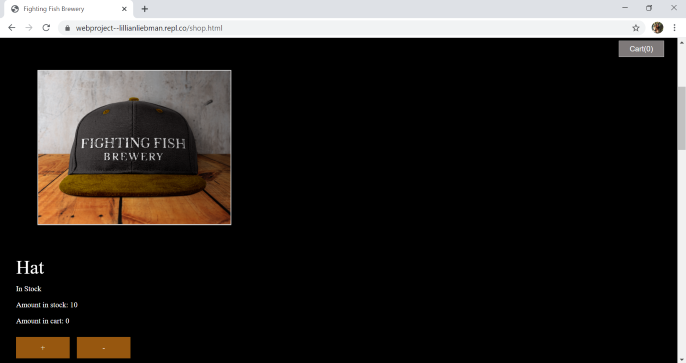 Fighting Fish Brewery
webproject--lillianliebman.repl.co/shop.html
Cart(0)
FIGHTING FISH
BREWERY
Hat
In Stock
Amount in stock: 10
Amount in cart: 0
+ -